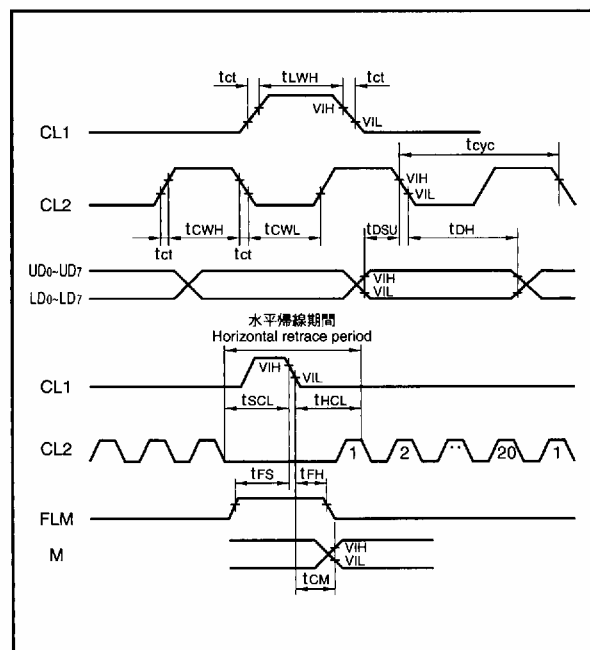 tct tLWH tct
VIH
VIL
CL1
tcyc
VIH
VIL
CL2
tCWH tCWL tDSU tDH
tct tct
UD0~UD7
VIH
VIL
LD0~LD7
水平帰線期間
Horizontal retrace period
VIH VIL
CL1
tSCL tHCL
CL2 1 2 ·· 20 1
tFS tFH
FLM
M
VIH
VIL
tCM